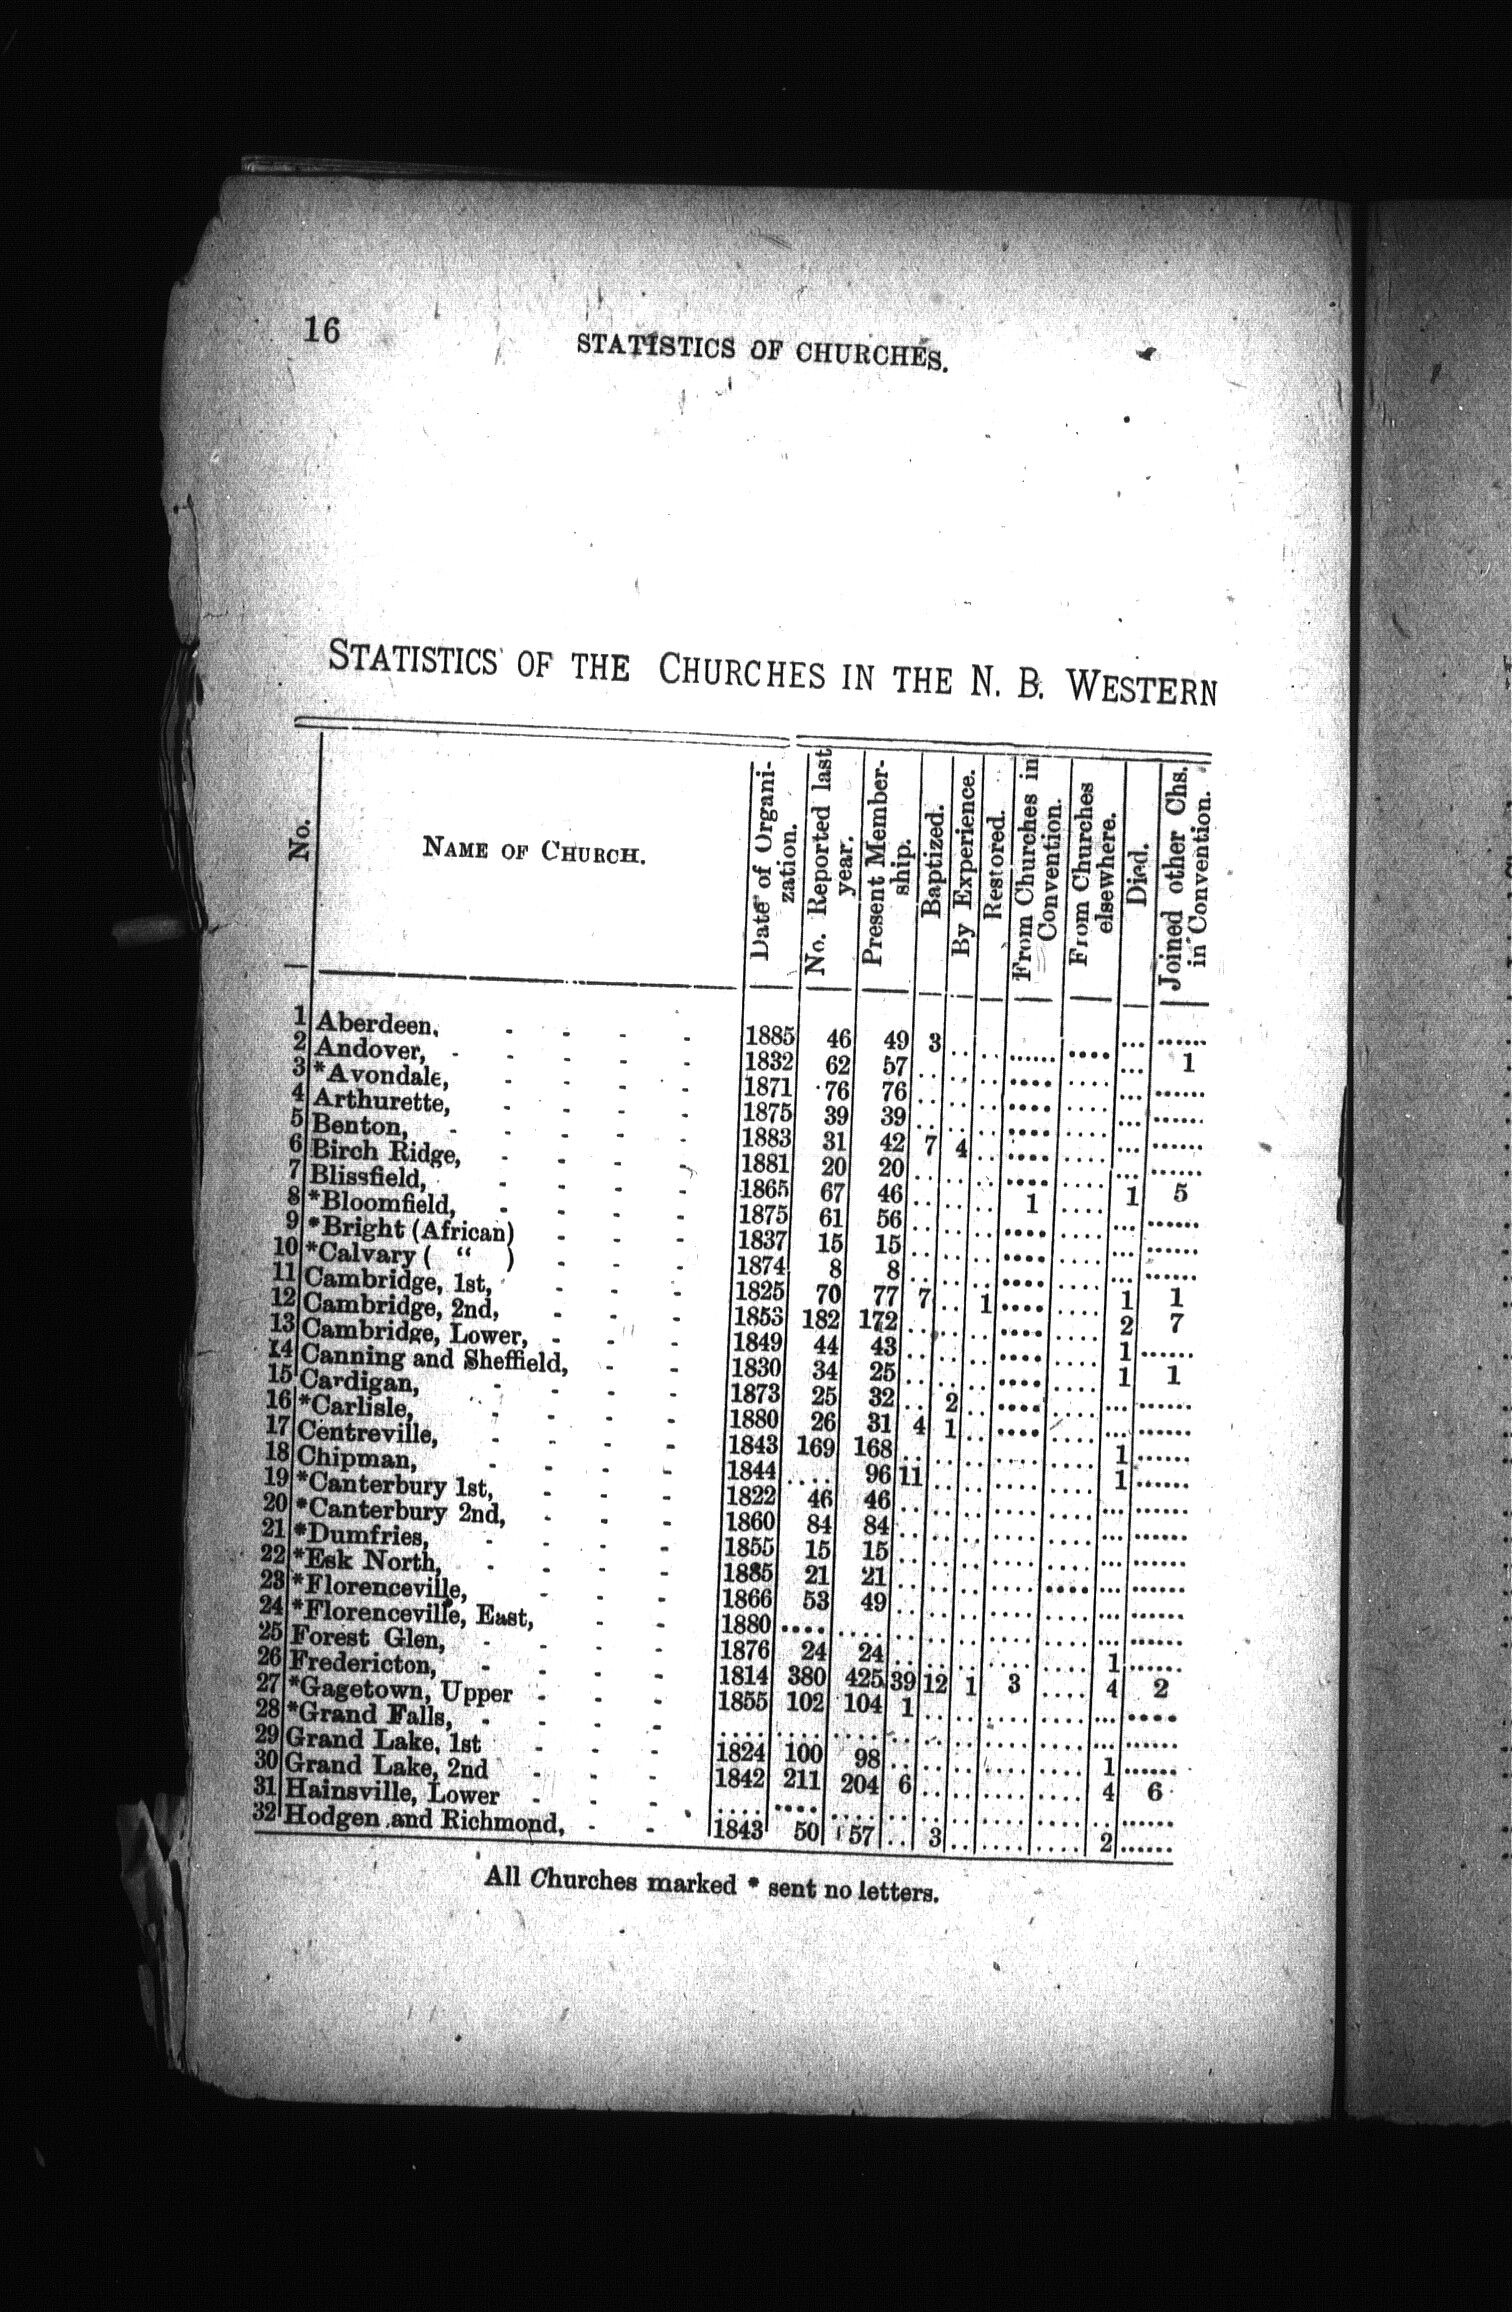 16
STATISTICS OF CHURCHES.
STATISTICS OF THE CHURCHES IN THE N. B. WESTERN
No. NAME OF CHURCH. Date of Organization. No. Reported last year. Present Membership. Baptized. By Experience. Restored. From Churches in Convention. From Churches elsewhere. Died. Joined other Chs. in Convention.
1 Aberdeen, - - - - 1885 46 49 3 .. .. ...... .... ... ......
2 Andover, - - - - - 1832 62 57 .. .. .. .... .... ... 1
3 *Avondale, - - - - 1871 76 76 .. .. .. .... .... ... ......
4 Arthurette, - - - - 1875 39 39 .. .. .. .... .... ... ......
5 Benton, - - - - - 1883 31 42 7 4 .. .... .... ... ......
6 Birch Ridge, - - - - 1881 20 20 .. .. .. .... .... ... ......
7 Blissfield, - - - - 1865 67 46 .. .. .. 1 .... 1 5
8 *Bloomfield, - - - - 1875 61 56 .. .. .. .... .... ... ......
9 *Bright (African) - - - 1837 15 15 .. .. .. .... .... ... ......
10 *Calvary ( " ) - - - 1874 8 8 .. .. .. .... .... ... ......
11 Cambridge, 1st, - - - 1825 70 77 7 .. 1 .... .... 1 1
12 Cambridge, 2nd, - - - 1853 182 172 .. .. .. .... .... 2 7
13 Cambridge, Lower, - - - 1849 44 43 .. .. .. .... .... 1 ......
14 Canning and Sheffield, - - 1830 34 25 .. .. .. .... .... 1 1
15 Cardigan, - - - - 1873 25 32 .. 2 .. .... .... ... ......
16 *Carlisle, - - - - 1880 26 31 4 1 .. .... .... ... ......
17 Centreville, - - - - 1843 169 168 .. .. .. .... .... 1 ......
18 Chipman, - - - - 1844 .... 96 11 .. .. .... .... 1 ......
19 *Canterbury 1st, - - - 1822 46 46 .. .. .. .... .... ... ......
20 *Canterbury 2nd, - - - 1860 84 84 .. .. .. .... .... ... ......
21 *Dumfries, - - - - 1855 15 15 .. .. .. .... .... ... ......
22 *Esk North, - - - - 1885 21 21 .. .. .. .... .... ... ......
23 *Florenceville, - - - 1866 53 49 .. .. .. .... .... ... ......
24 *Florenceville, East, - - 1880 .... .... .. .. .. .... .... ... ......
25 Forest Glen, - - - - 1876 24 24 .. .. .. .... .... 1 ......
26 Fredericton, - - - - 1814 380 425 39 12 1 3 .... 4 2
27 *Gagetown, Upper - - - 1855 102 104 1 .. .. .... .... ... ....
28 *Grand Falls, - - - - .... .... .... .. .. .. .... .... ... ......
29 Grand Lake, 1st - - - 1824 100 98 .. .. .. .... .... 1 ......
30 Grand Lake, 2nd - - - 1842 211 204 6 .. .. .... .... 4 6
31 Hainsville, Lower - - - .... .... .... .. .. .. .... .... .. ......
32 Hodgen and Richmond, - - 1843 50 57 .. 3 .. .... .... 2 ......
All Churches marked * sent no letters.